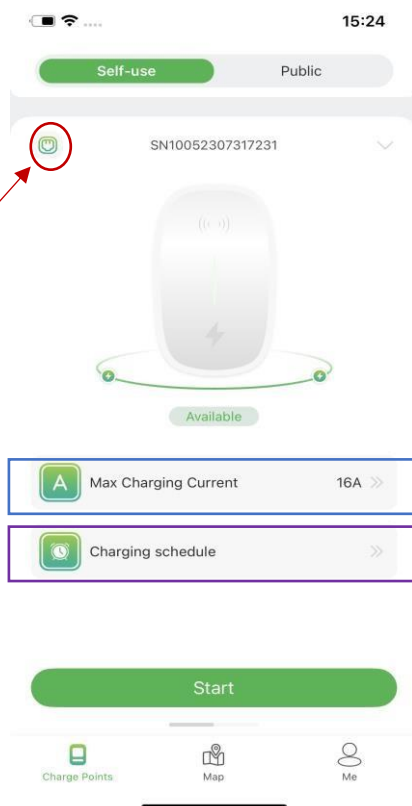 15:24
Self-use Public
SN10052307317231
Available
A Max Charging Current 16A
Charging schedule
Start
Charge Points Map Me